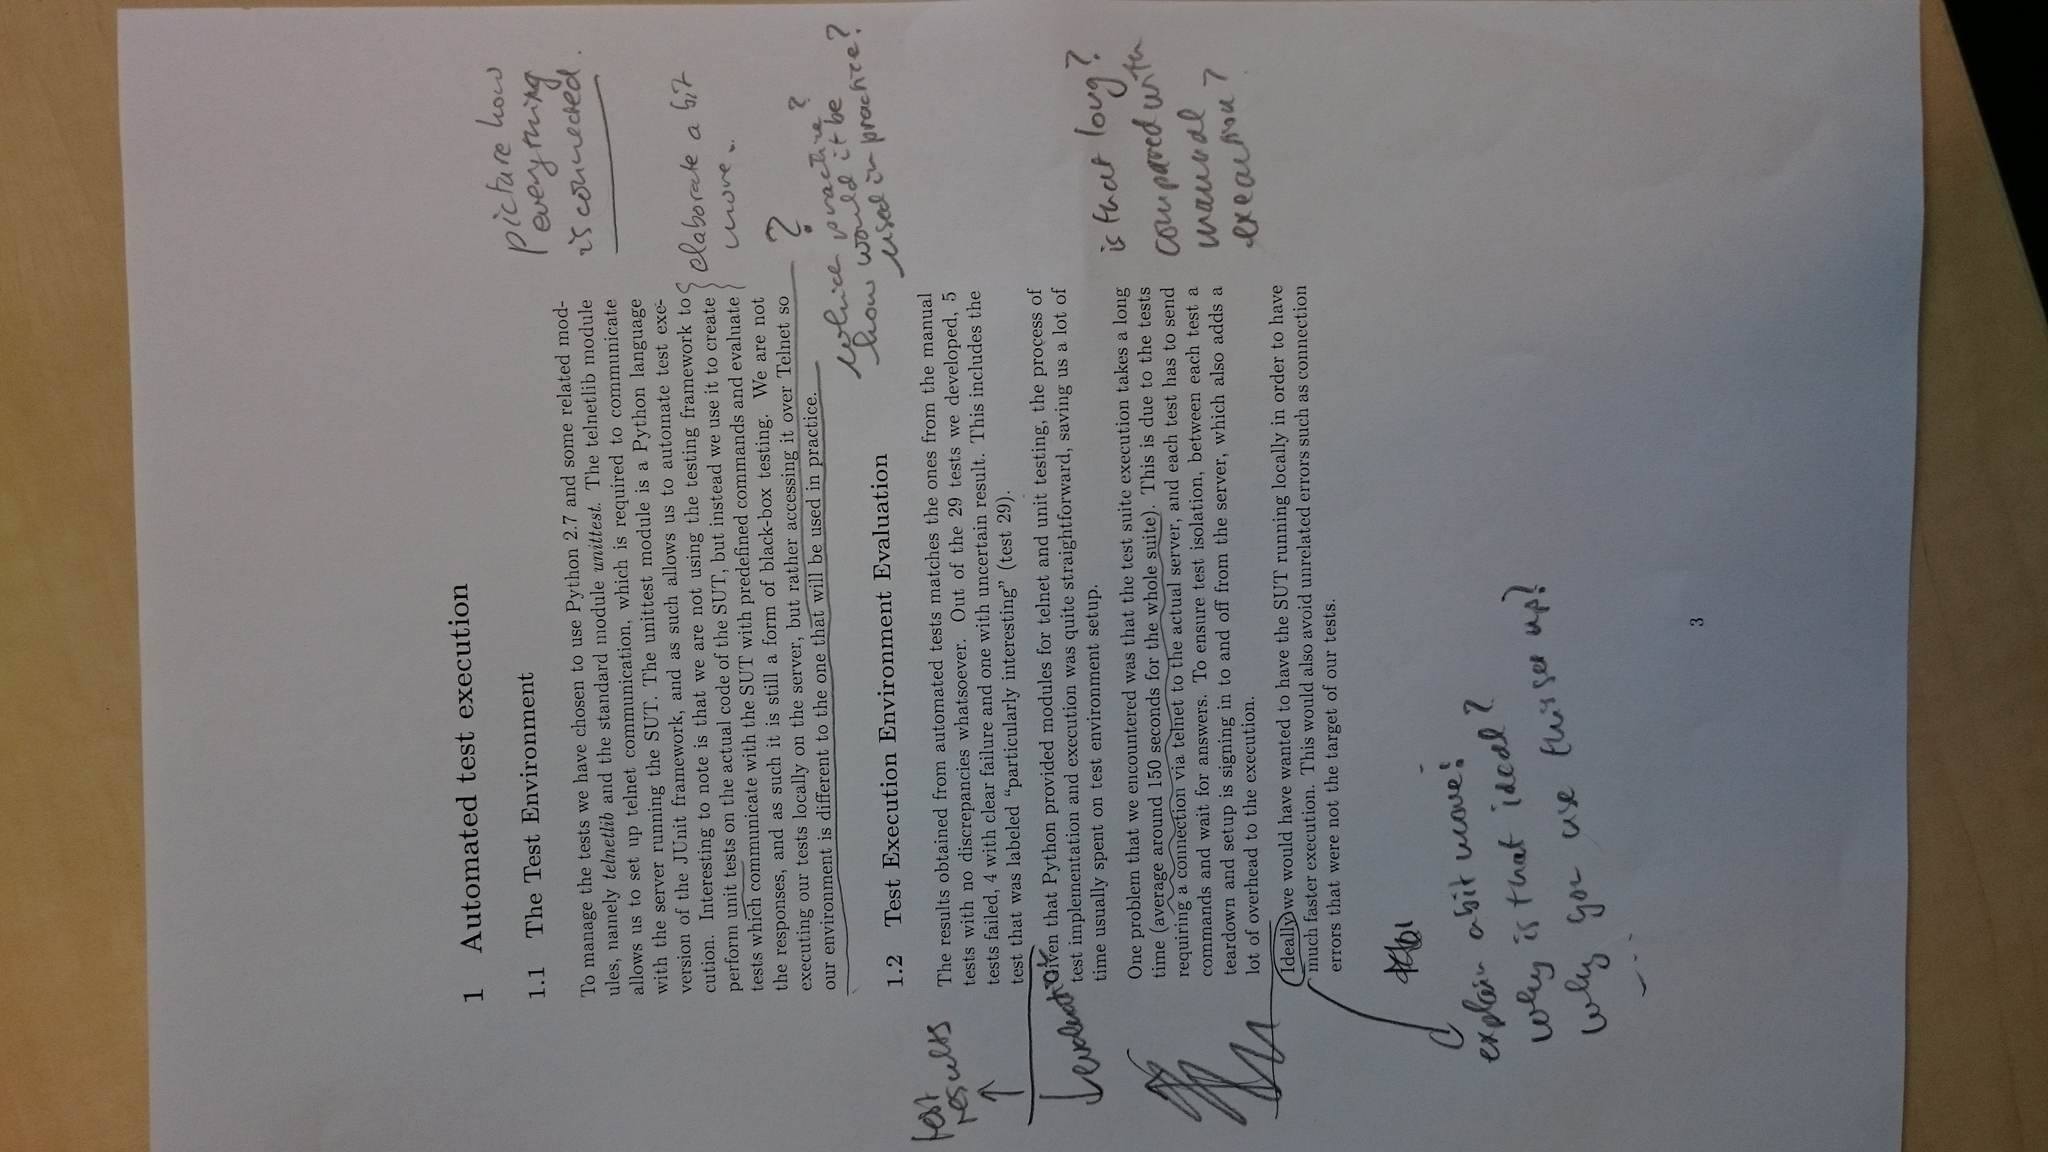 1 Automated test execution
1.1 The Test Environment
To manage the tests we have chosen to use Python 2.7 and some related mod-
ules, namely telnetlib and the standard module unittest. The telnetlib module
allows us to set up telnet communication, which is required to communicate
with the server running the SUT. The unittest module is a Python language
version of the JUnit framework, and as such allows us to automate test exe-
cution. Interesting to note is that we are not using the testing framework to
perform unit tests on the actual code of the SUT, but instead we use it to create
tests which communicate with the SUT with predefined commands and evaluate
the responses, and as such it is still a form of black-box testing. We are not
executing our tests locally on the server, but rather accessing it over Telnet so
our environment is different to the one that will be used in practice.
picture how
everything
is connected.
elaborate a bit
more..
?
which practice?
how would it be
used in practice?
1.2 Test Execution Environment Evaluation
The results obtained from automated tests matches the ones from the manual
tests with no discrepancies whatsoever. Out of the 29 tests we developed, 5
tests failed, 4 with clear failure and one with uncertain result. This includes the
test that was labeled “particularly interesting” (test 29).
test
results
↑
↓ evaluation
Given that Python provided modules for telnet and unit testing, the process of
test implementation and execution was quite straightforward, saving us a lot of
time usually spent on test environment setup.
One problem that we encountered was that the test suite execution takes a long
time (average around 150 seconds for the whole suite). This is due to the tests
requiring a connection via telnet to the actual server, and each test has to send
commands and wait for answers. To ensure test isolation, between each test a
teardown and setup is signing in to and off from the server, which also adds a
lot of overhead to the execution.
is that long?
compared with
manual
execution?
Ideally we would have wanted to have the SUT running locally in order to have
much faster execution. This would also avoid unrelated errors such as connection
errors that were not the target of our tests.
explain a bit more!
why is that ideal?
why you use this set up?
3